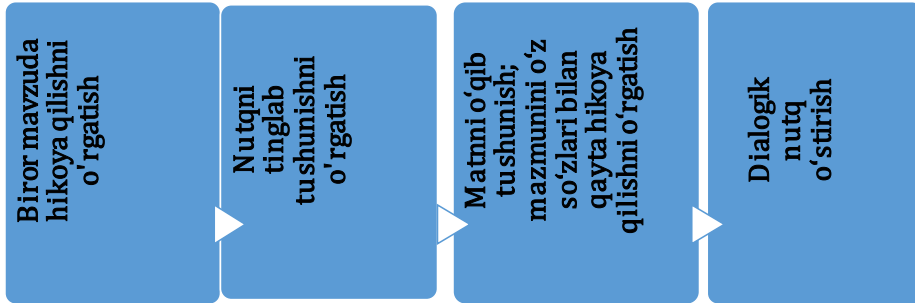 Biror mavzuda
hikoya qilishni
o'rgatish
Nutqni
tinglab
tushunishni
o'rgatish
Matnni o‘qib
tushunish;
mazmunini o‘z
so‘zlari bilan
qayta hikoya
qilishni o‘rgatish
Dialogik
nutq
o‘stirish